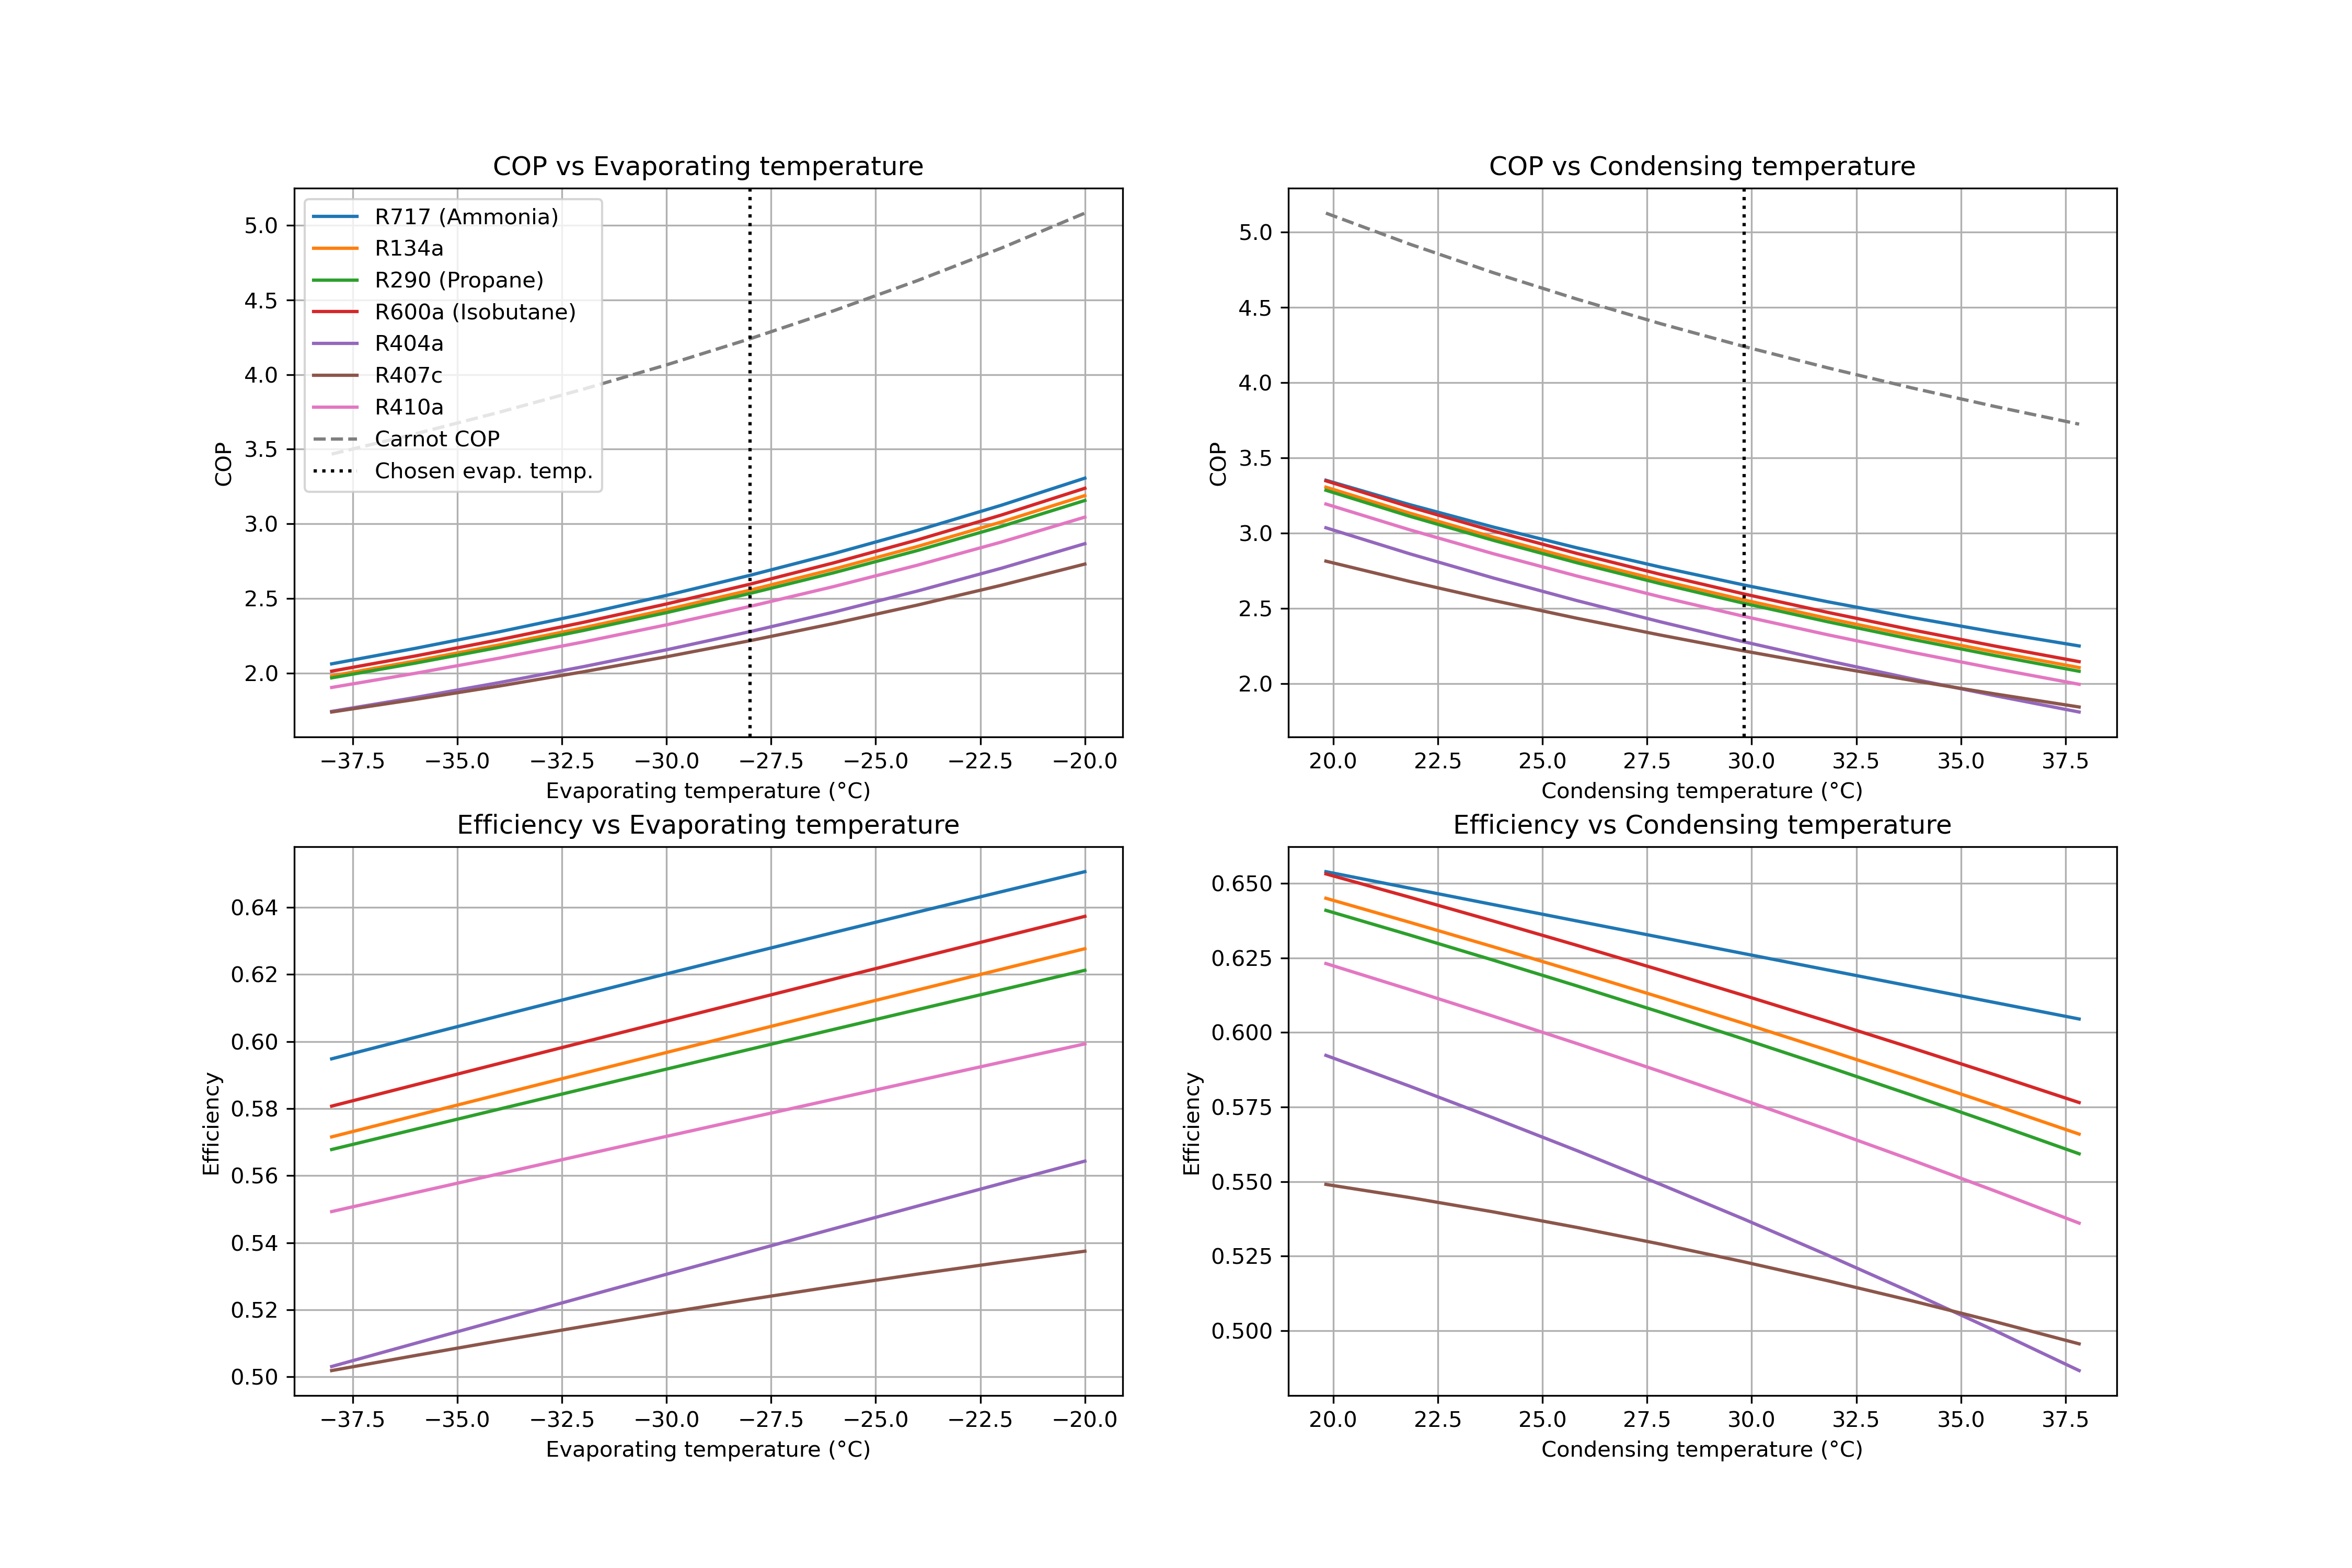 COP vs Evaporating temperature
5.0
4.5
4.0
3.5
3.0
2.5
2.0
COP
R717 (Ammonia)
R134a
R290 (Propane)
R600a (Isobutane)
R404a
R407c
R410a
Carnot COP
Chosen evap. temp.
−37.5 −35.0 −32.5 −30.0 −27.5 −25.0 −22.5 −20.0
Evaporating temperature (°C)
COP vs Condensing temperature
5.0
4.5
4.0
3.5
3.0
2.5
2.0
COP
20.0 22.5 25.0 27.5 30.0 32.5 35.0 37.5
Condensing temperature (°C)
Efficiency vs Evaporating temperature
0.64
0.62
0.60
0.58
0.56
0.54
0.52
0.50
Efficiency
−37.5 −35.0 −32.5 −30.0 −27.5 −25.0 −22.5 −20.0
Evaporating temperature (°C)
Efficiency vs Condensing temperature
0.650
0.625
0.600
0.575
0.550
0.525
0.500
Efficiency
20.0 22.5 25.0 27.5 30.0 32.5 35.0 37.5
Condensing temperature (°C)